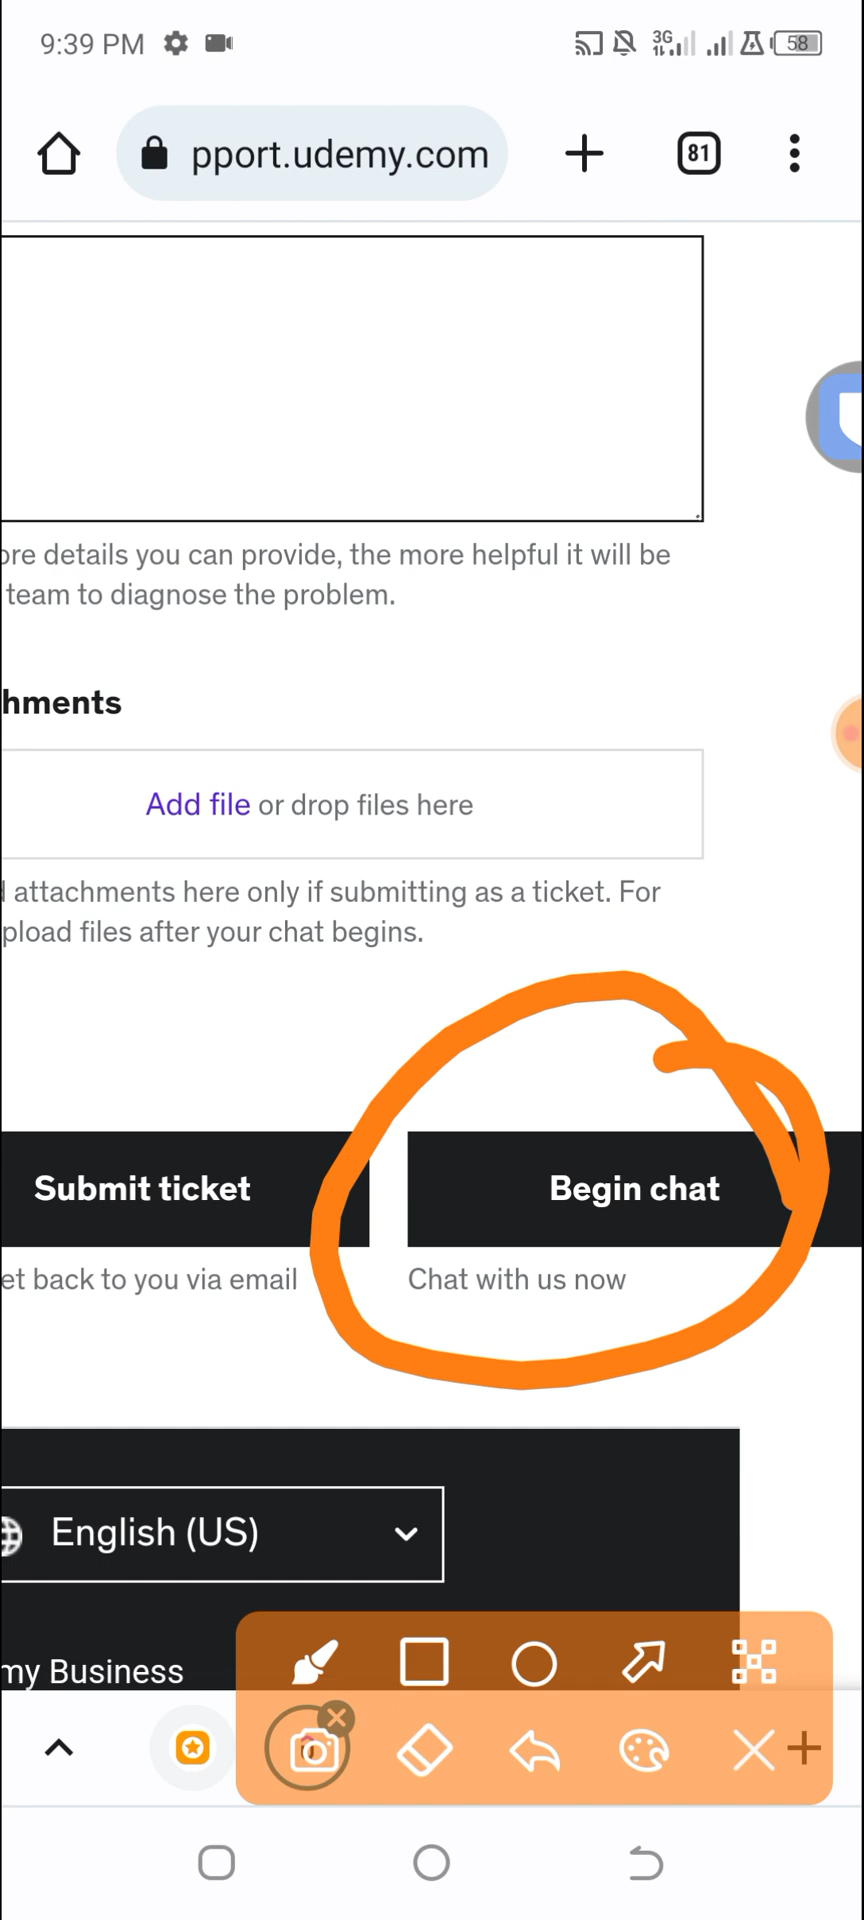 9:39 PM
3G
58
pport.udemy.com
81
ore details you can provide, the more helpful it will be
team to diagnose the problem.
hments
Add file or drop files here
attachments here only if submitting as a ticket. For
pload files after your chat begins.
Submit ticket
Begin chat
et back to you via email
Chat with us now
English (US)
my Business